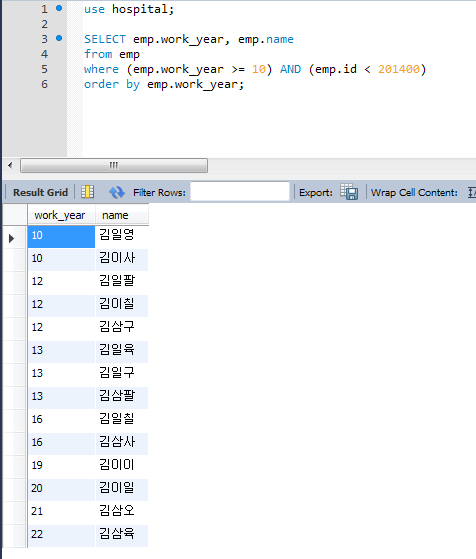 1 use hospital;
2
3 SELECT emp.work_year, emp.name
4 from emp
5 where (emp.work_year >= 10) AND (emp.id < 201400)
6 order by emp.work_year;
Result Grid Filter Rows: Export: Wrap Cell Content:
work_year name
10 김일영
10 김이사
12 김일팔
12 김이칠
12 김삼구
13 김일육
13 김일구
13 김삼팔
16 김일칠
16 김삼사
19 김이이
20 김이일
21 김삼오
22 김삼육